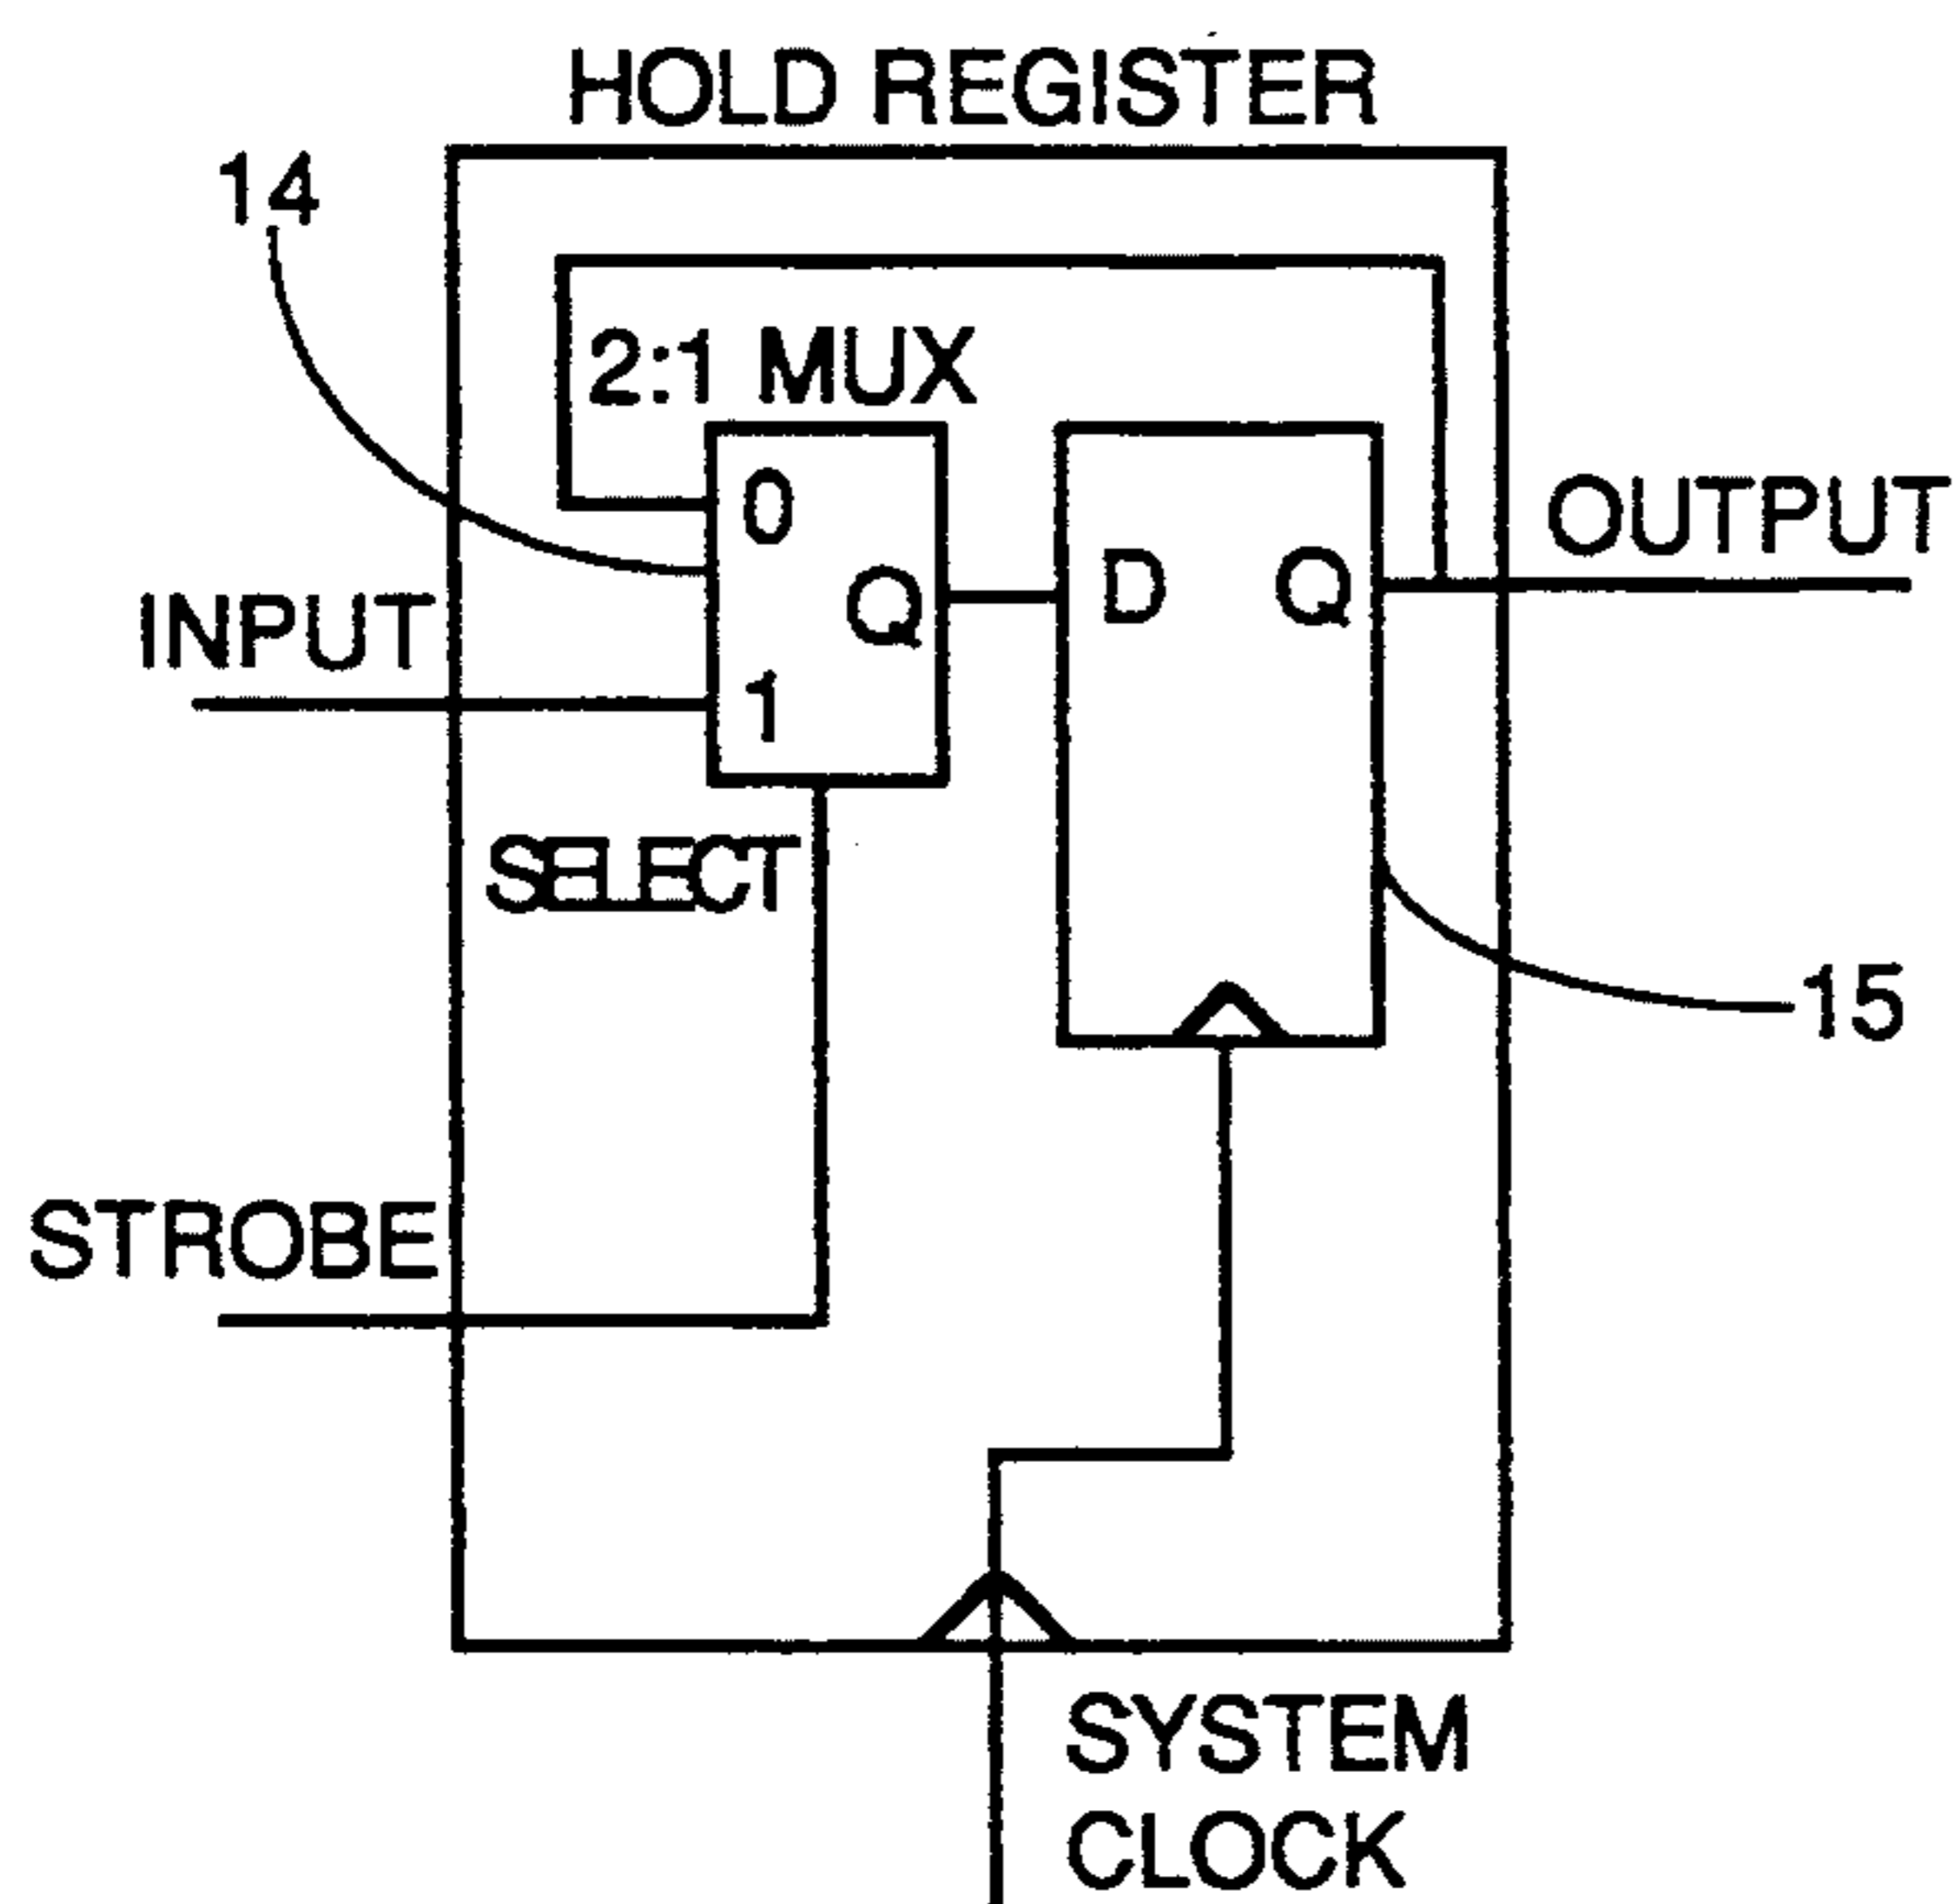 HOLD REGISTER
14
2:1 MUX
0
OUTPUT
D Q
Q
INPUT
1
SELECT
15
STROBE
SYSTEM
CLOCK